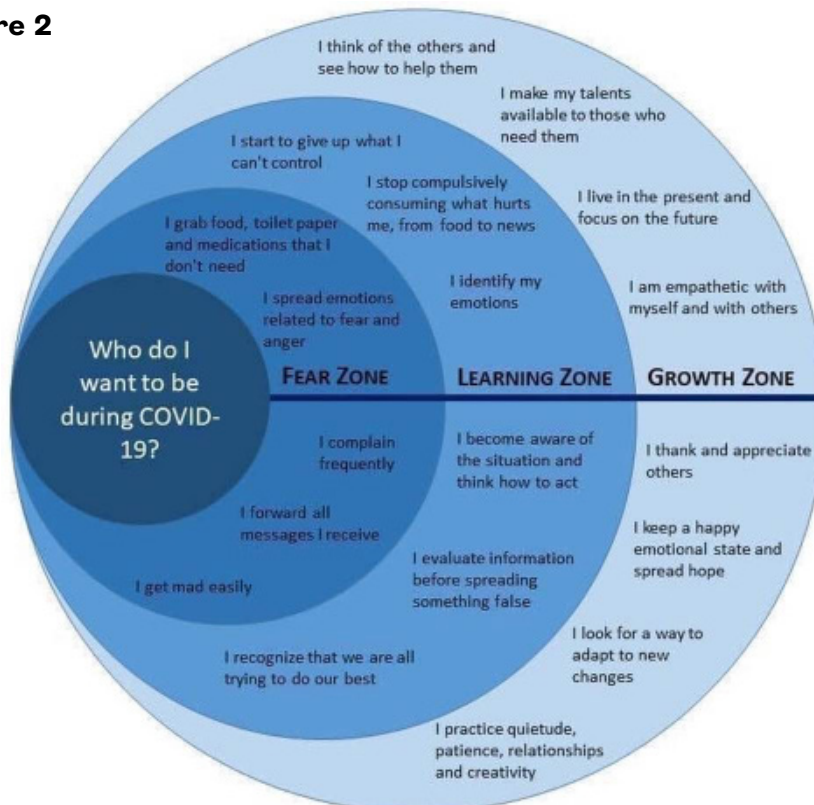 re 2
I think of the others and
see how to help them
I make my talents
available to those who
need them
I start to give up what I
can't control
I stop compulsively
consuming what hurts
me, from food to news
I live in the present and
focus on the future
I grab food, toilet paper
and medications that I
don't need
I identify my
emotions
I am empathetic with
myself and with others
I spread emotions
related to fear and
anger
Who do I
want to be
during COVID-
19?
FEAR ZONE
LEARNING ZONE
GROWTH ZONE
I complain
frequently
I become aware of
the situation and
think how to act
I thank and appreciate
others
I forward all
messages I receive
I keep a happy
emotional state and
spread hope
I evaluate information
before spreading
something false
I get mad easily
I look for a way to
adapt to new
changes
I recognize that we are all
trying to do our best
I practice quietude,
patience, relationships
and creativity